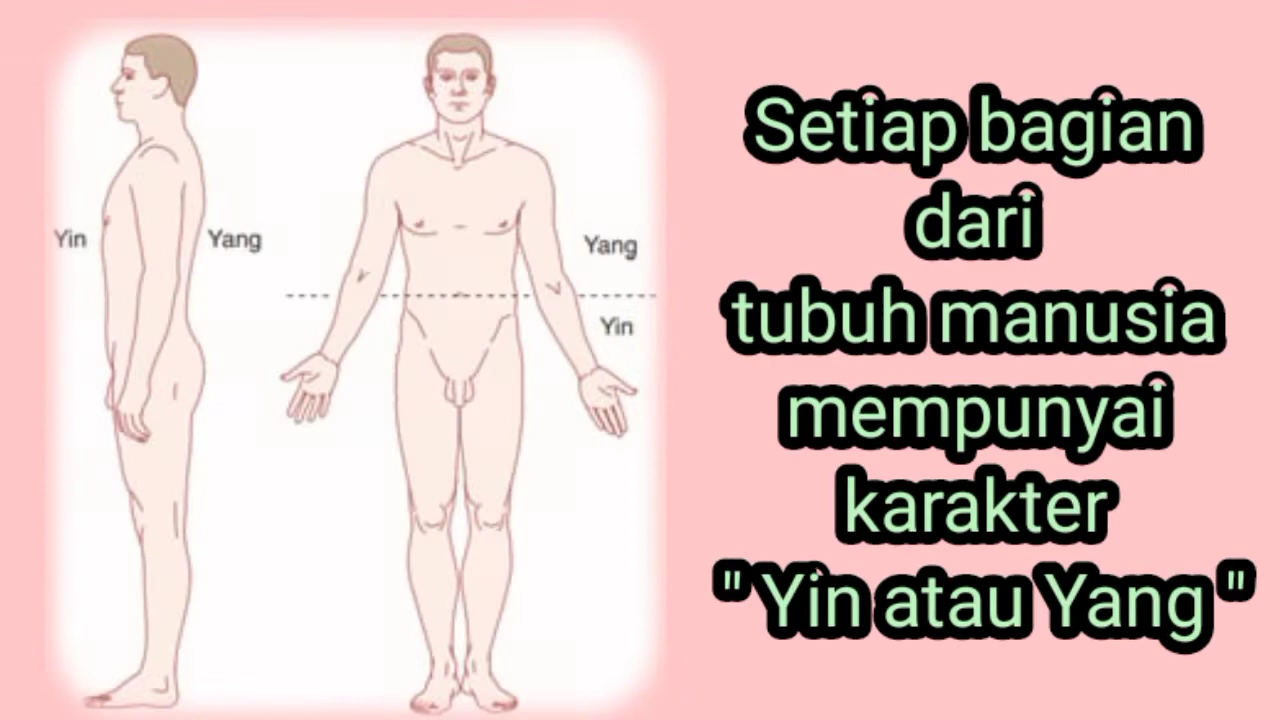 Yin
Yang
Yang
Yin
Setiap bagian
dari
tubuh manusia
mempunyai
karakter
" Yin atau Yang "